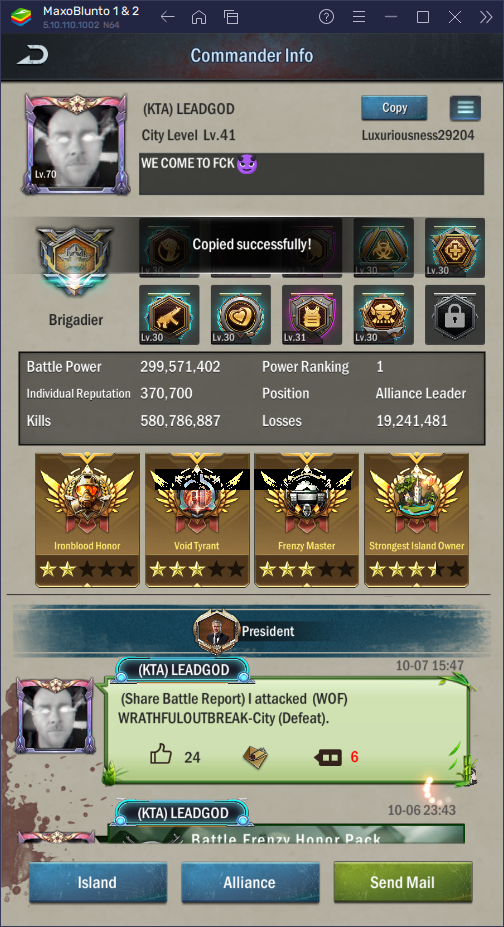 MaxoBlunto 1 & 2
5.10.110.1002 N64
Commander Info
(KTA) LEADGOD
Copy
City Level Lv.41
Luxuriousness29204
Lv.70
WE COME TO FCK
Copied successfully!
Lv.30
Lv.30
Lv.30
Lv.30
Lv.30
Lv.30
Lv.31
Lv.30
Brigadier
Battle Power 299,571,402 Power Ranking 1
Individual Reputation 370,700 Position Alliance Leader
Kills 580,786,887 Losses 19,241,481
Ironblood Honor
Void Tyrant
Frenzy Master
Strongest Island Owner
President
(KTA) LEADGOD
10-07 15:47
(Share Battle Report) I attacked (WOF)
WRATHFULOUTBREAK-City (Defeat).
24
6
(KTA) LEADGOD
10-06 23:43
Battle Frenzy Honor Pack
Island
Alliance
Send Mail